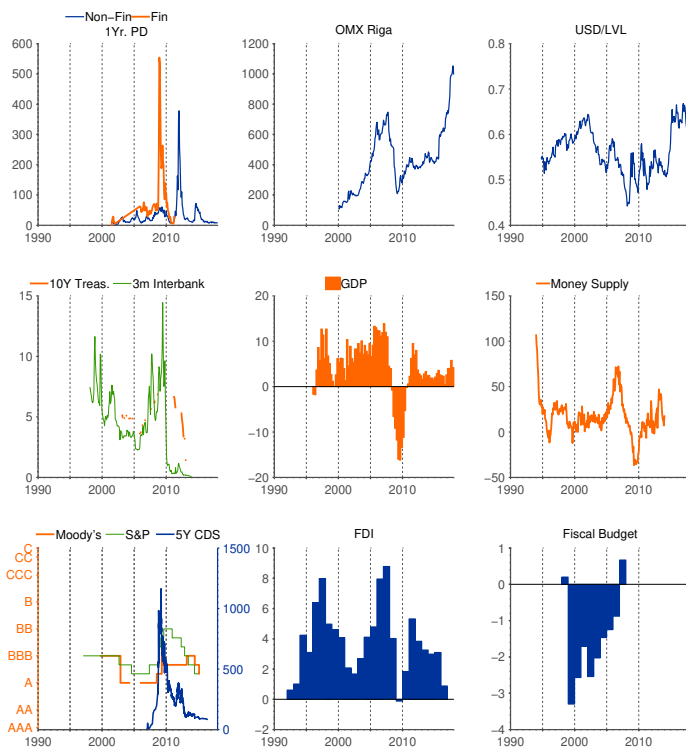 Non−Fin Fin
1Yr. PD
600
500
400
300
200
100
0
1990 2000 2010
OMX Riga
1200
1000
800
600
400
200
0
1990 2000 2010
USD/LVL
0.8
0.7
0.6
0.5
0.4
1990 2000 2010
10Y Treas. 3m Interbank
15
10
5
0
1990 2000 2010
GDP
20
10
0
−10
−20
1990 2000 2010
Money Supply
150
100
50
0
−50
1990 2000 2010
Moody's S&P 5Y CDS
C
CC
CCC
B
BB
BBB
A
AA
AAA
1500
1000
500
0
1990 2000 2010
FDI
10
8
6
4
2
0
−2
1990 2000 2010
Fiscal Budget
1
0
−1
−2
−3
−4
1990 2000 2010